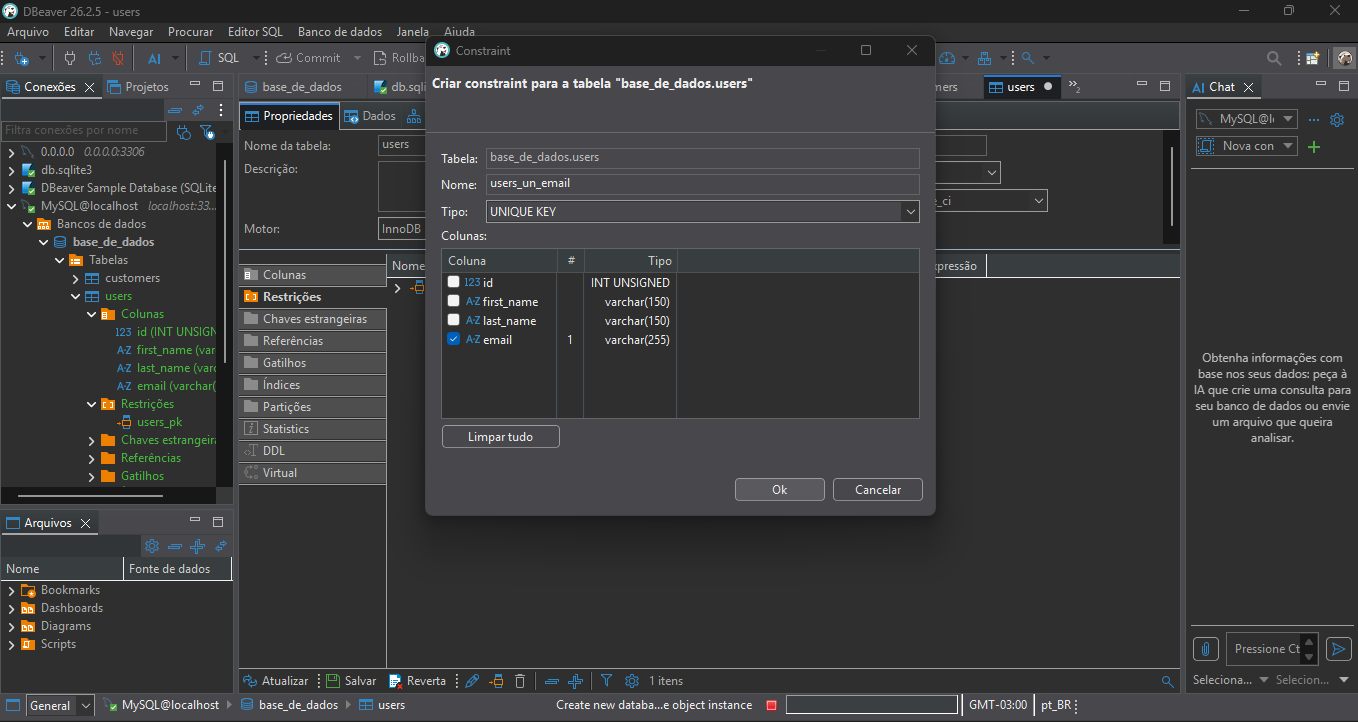 DBeaver 26.2.5 - users
Arquivo Editar Navegar Procurar Editor SQL Banco de dados Janela Ajuda
AI SQL Commit Rollba
Conexões Projetos
base_de_dados db.sqli mers users 2
AI Chat
Filtra conexões por nome
0.0.0.0 0.0.0.0:3306
db.sqlite3
DBeaver Sample Database (SQLite
MySQL@localhost localhost:33...
Bancos de dados
base_de_dados
Tabelas
customers
users
Colunas
123 id (INT UNSIGN
A-Z first_name (var
A-Z last_name (varc
A-Z email (varchar(
Restrições
users_pk
Chaves estrangeira
Referências
Gatilhos
Arquivos
Nome Fonte de dados
Bookmarks
Dashboards
Diagrams
Scripts
Propriedades Dados
Nome da tabela: users
Descrição:
Motor: InnoDB
e_ci
Colunas
Restrições
Chaves estrangeiras
Referências
Gatilhos
Índices
Partições
Statistics
DDL
Virtual
Nome
xpressão
Constraint
Criar constraint para a tabela "base_de_dados.users"
Tabela: base_de_dados.users
Nome: users_un_email
Tipo: UNIQUE KEY
Colunas:
Coluna # Tipo
123 id INT UNSIGNED
A-Z first_name varchar(150)
A-Z last_name varchar(150)
A-Z email 1 varchar(255)
Limpar tudo
Ok Cancelar
MySQL@l
Nova con
Obtenha informações com
base nos seus dados: peça à
IA que crie uma consulta para
seu banco de dados ou envie
um arquivo que queira
analisar.
Pressione Ct
Seleciona... Selecion...
Atualizar Salvar Reverta 1 itens
General MySQL@localhost base_de_dados users Create new databa...e object instance GMT-03:00 pt_BR